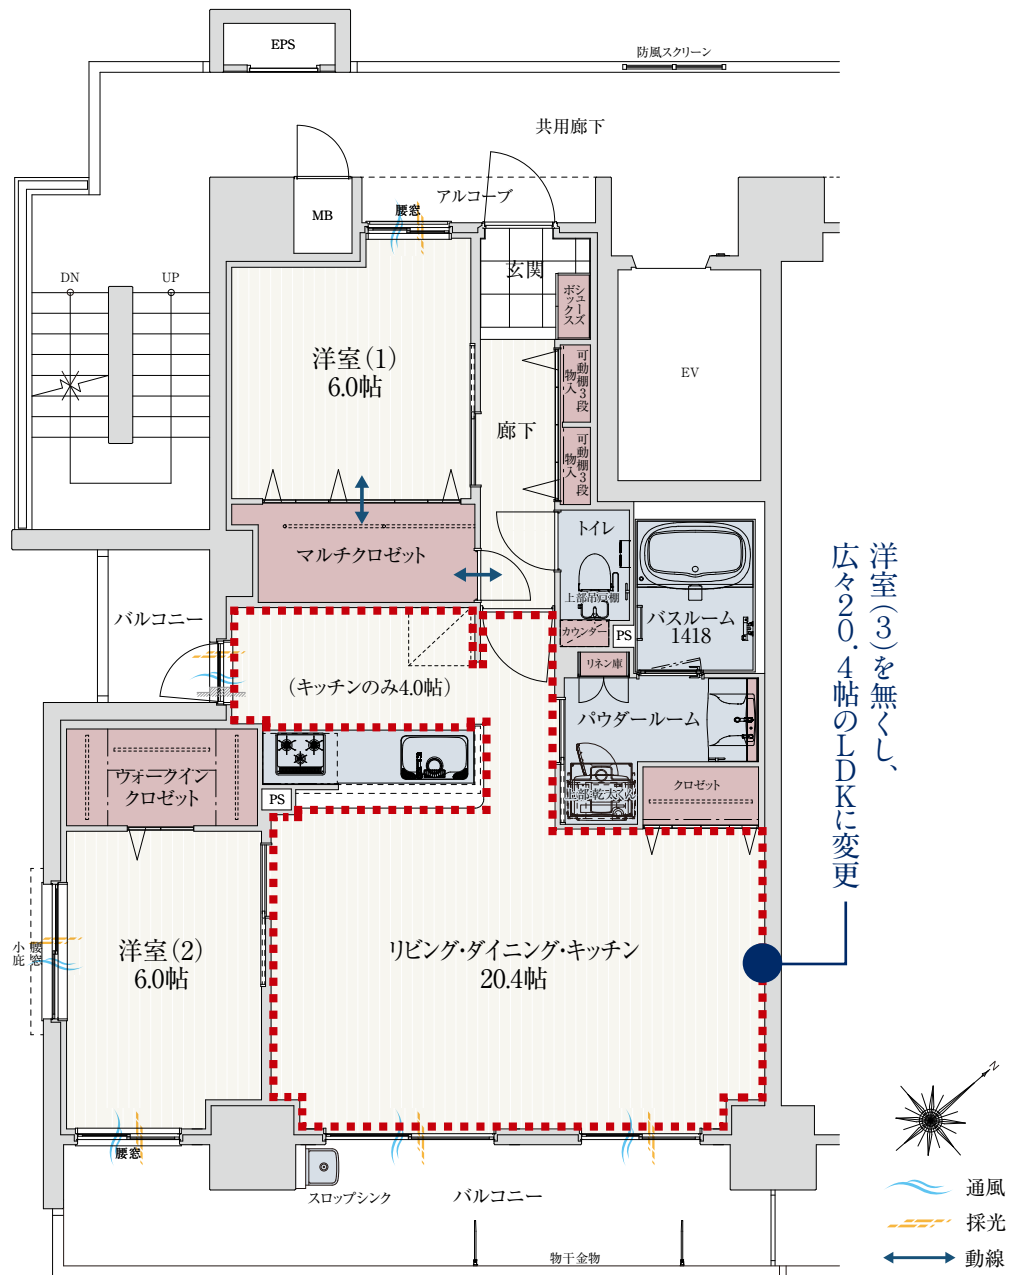 EPS
防風スクリーン
共用廊下
アルコーブ
MB
腰窓
玄関
シューズ
ボックス
DN
UP
洋室(1)
6.0帖
可動棚3段
物入
EV
廊下
可動棚3段
物入
トイレ
マルチクロゼット
上部吊戸棚
バスルーム
1418
カウンター
PS
バルコニー
リネン庫
(キッチンのみ4.0帖)
パウダールーム
洋室(3)を無くし、
広々20.4帖のLDKに変更
ウォークイン
クロゼット
PS
クロゼット
洋室(2)
6.0帖
リビング・ダイニング・キッチン
20.4帖
腰窓
小庇
N
腰窓
スロップシンク
バルコニー
物干金物
通風
採光
動線